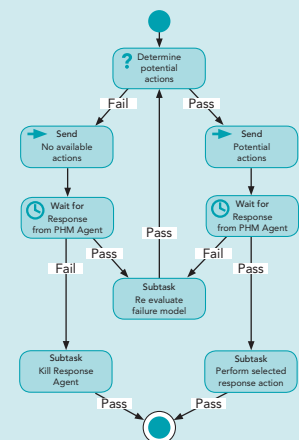 ? Determine
potential
actions
Fail
Pass
Send
No available
actions
Send
Potential
actions
Wait for
Response
from PHM Agent
Wait for
Response
from PHM Agent
Pass
Fail
Pass
Fail
Pass
Subtask
Re evaluate
failure model
Subtask
Kill Response
Agent
Subtask
Perform selected
response action
Pass
Pass